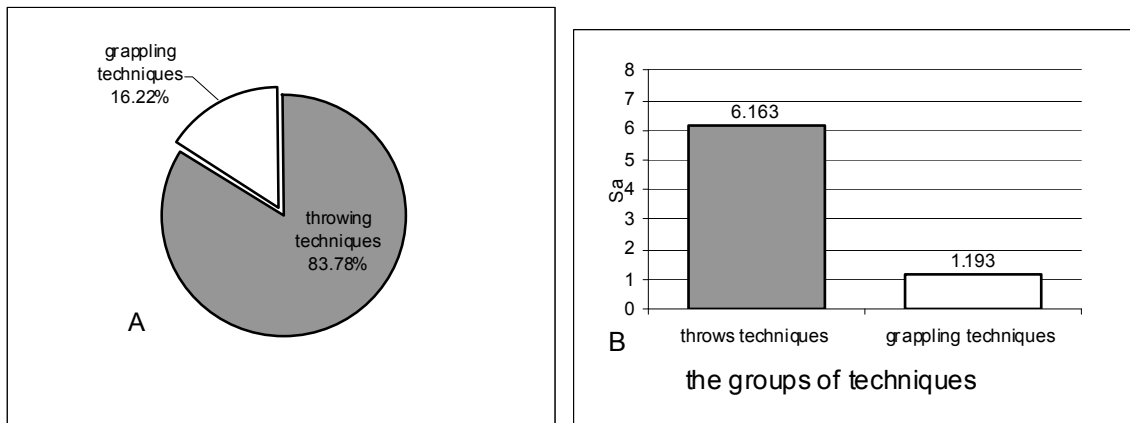 grappling
techniques
16.22%
throwing
techniques
83.78%
A
8
7
6
5
4
3
2
1
0
Sa
6.163
1.193
throws techniques
grappling techniques
B
the groups of techniques